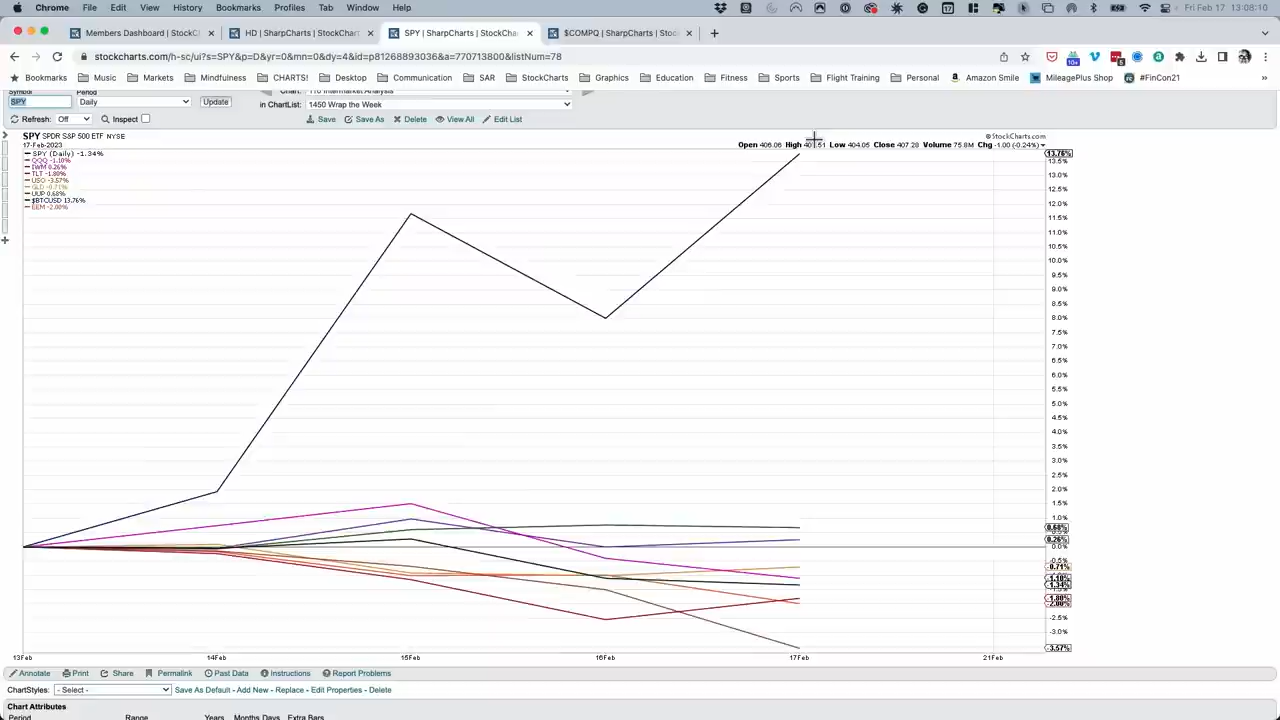 Chrome File Edit View History Bookmarks Profiles Tab Window Help Fri Feb 17 13:08:10
Members Dashboard | StockC HD | SharpCharts | StockChar SPY | SharpCharts | StockCha $COMPQ | SharpCharts | Stock
stockcharts.com/h-sc/ui?s=SPY&p=D&yr=0&mn=0&dy=4&id=p81268893036&a=770713800&listNum=78
Bookmarks Music Markets Mindfulness CHARTS! Desktop Communication SAR StockCharts Graphics Education Fitness Sports Flight Training Personal Amazon Smile MileagePlus Shop #FinCon21
Symbol Period Chart: 110 Intermarket Analysis
SPY Daily Update in ChartList: 1450 Wrap the Week
Refresh: Off Inspect Save Save As Delete View All Edit List
SPY SPDR S&P 500 ETF NYSE © StockCharts.com
17-Feb-2023 Open 406.06 High 407.51 Low 404.05 Close 407.28 Volume 75.8M Chg -1.00 (-0.24%)
SPY (Daily) -1.34%
QQQ -1.10%
IWM 0.26%
TLT -1.80%
USO -3.57%
GLD -0.71%
UUP 0.68%
$BTCUSD 13.76%
EEM -2.00%
13.76%
13.5%
13.0%
12.5%
12.0%
11.5%
11.0%
10.5%
10.0%
9.5%
9.0%
8.5%
8.0%
7.5%
7.0%
6.5%
6.0%
5.5%
5.0%
4.5%
4.0%
3.5%
3.0%
2.5%
2.0%
1.5%
1.0%
0.68%
0.26%
0.0%
-0.71%
-1.10%
-1.34%
-1.80%
-2.00%
-2.5%
-3.0%
-3.57%
13Feb 14Feb 15Feb 16Feb 17Feb 21Feb
Annotate Print Share Permalink Past Data Instructions Report Problems
ChartStyles: - Select - Save As Default - Add New - Replace - Edit Properties - Delete
Chart Attributes
Period Range Years Months Days Extra Bars